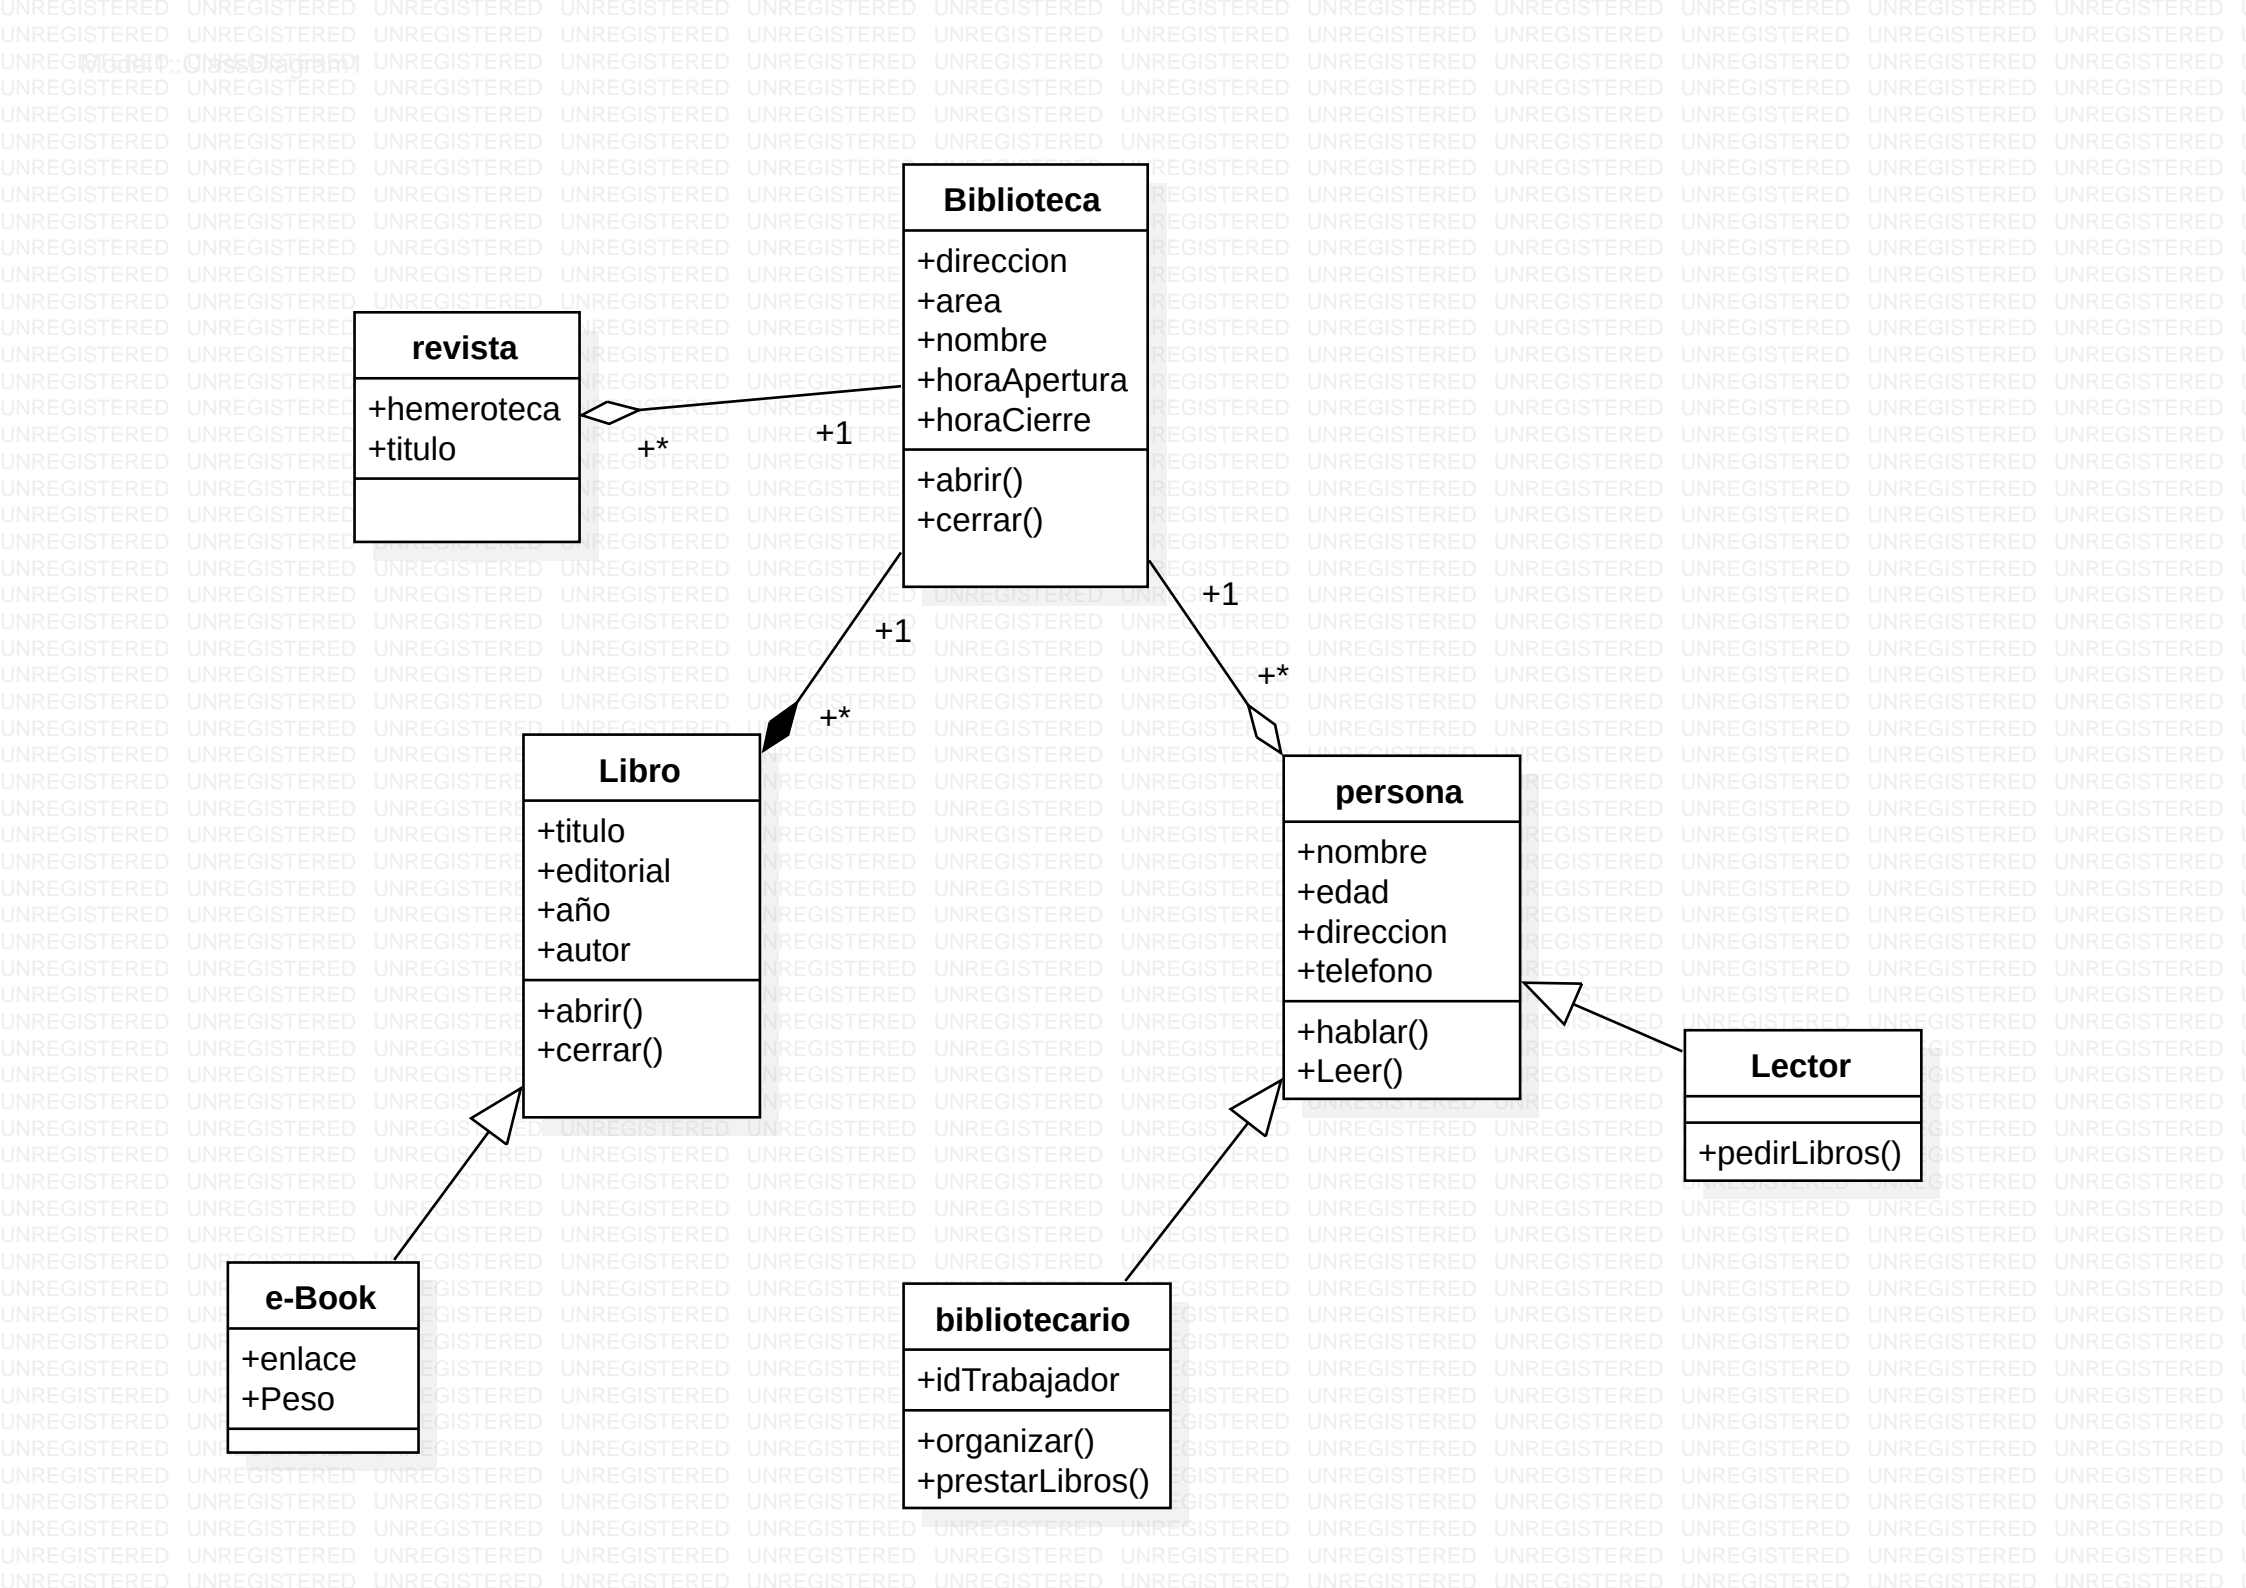 Model1::ClassDiagram1
Biblioteca
+direccion
+area
+nombre
+horaApertura
+horaCierre
+abrir()
+cerrar()
revista
+hemeroteca
+titulo
+*
+1
+1
+*
+1
+*
Libro
+titulo
+editorial
+año
+autor
+abrir()
+cerrar()
persona
+nombre
+edad
+direccion
+telefono
+hablar()
+Leer()
Lector
+pedirLibros()
e-Book
+enlace
+Peso
bibliotecario
+idTrabajador
+organizar()
+prestarLibros()
UNREGISTERED